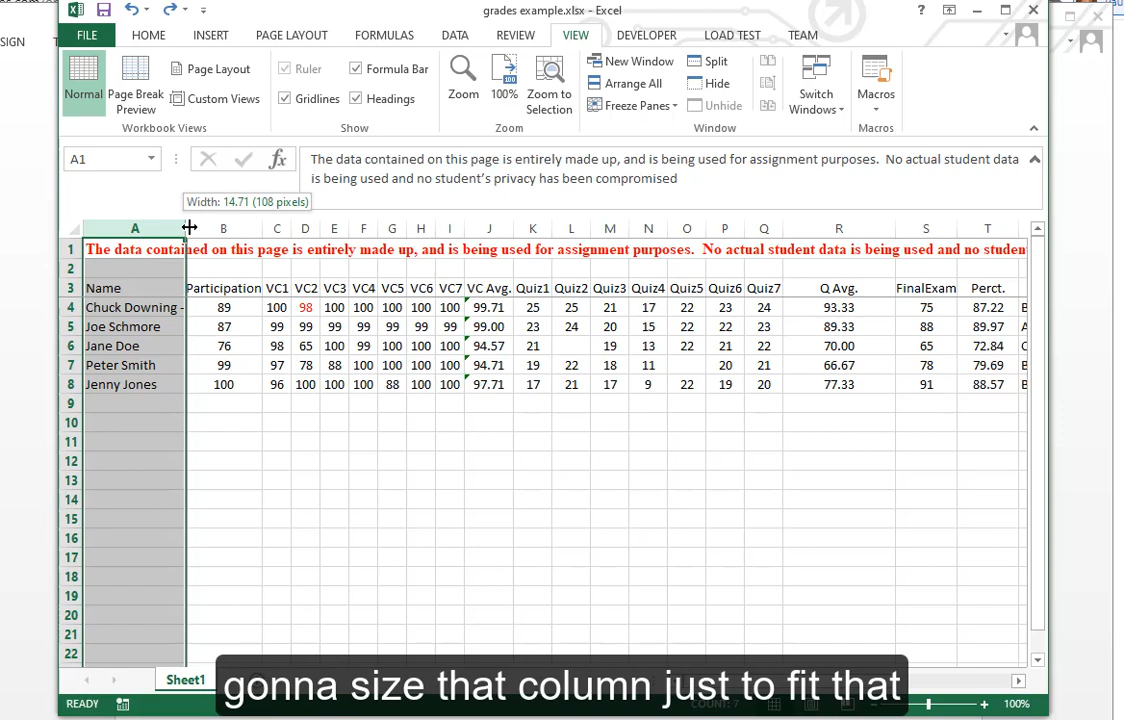 grades example.xlsx - Excel
SIGN
FILE HOME INSERT PAGE LAYOUT FORMULAS DATA REVIEW VIEW DEVELOPER LOAD TEST TEAM
Normal
Page Break Preview
Page Layout
Custom Views
Workbook Views
Ruler
Formula Bar
Gridlines
Headings
Show
Zoom
100%
Zoom to Selection
Zoom
New Window
Arrange All
Freeze Panes
Split
Hide
Unhide
Switch Windows
Window
Macros
Macros
A1
fx
The data contained on this page is entirely made up, and is being used for assignment purposes. No actual student data
is being used and no student's privacy has been compromised
Width: 14.71 (108 pixels)
A B C D E F G H I J K L M N O P Q R S T
1 The data contained on this page is entirely made up, and is being used for assignment purposes. No actual student data is being used and no studen
2
3 Name Participation VC1 VC2 VC3 VC4 VC5 VC6 VC7 VC Avg. Quiz1 Quiz2 Quiz3 Quiz4 Quiz5 Quiz6 Quiz7 Q Avg. FinalExam Perct.
4 Chuck Downing - 89 100 98 100 100 100 100 100 99.71 25 25 21 17 22 23 24 93.33 75 87.22 B
5 Joe Schmore 87 99 99 99 99 99 99 99 99.00 23 24 20 15 22 22 23 89.33 88 89.97 A
6 Jane Doe 76 98 65 100 99 100 100 100 94.57 21 19 13 22 21 22 70.00 65 72.84 C
7 Peter Smith 99 97 78 88 100 100 100 100 94.71 19 22 18 11 20 21 66.67 78 79.69 B
8 Jenny Jones 100 96 100 100 100 88 100 100 97.71 17 21 17 9 22 19 20 77.33 91 88.57 B
9
10
11
12
13
14
15
16
17
18
19
20
21
22
Sheet1
gonna size that column just to fit that
READY
COUNT: 7
100%